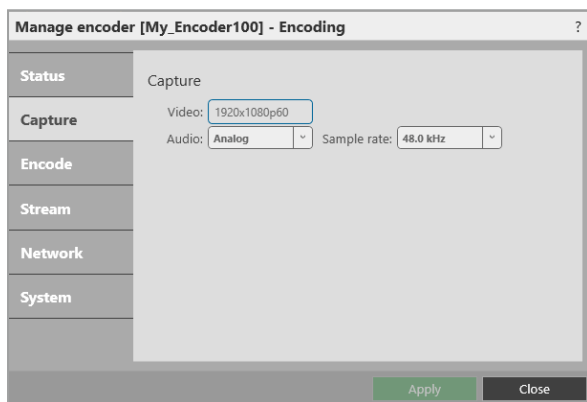 Manage encoder [My_Encoder100] - Encoding ?
Status
Capture
Encode
Stream
Network
System
Capture
Video: 1920x1080p60
Audio: Analog Sample rate: 48.0 kHz
Apply Close